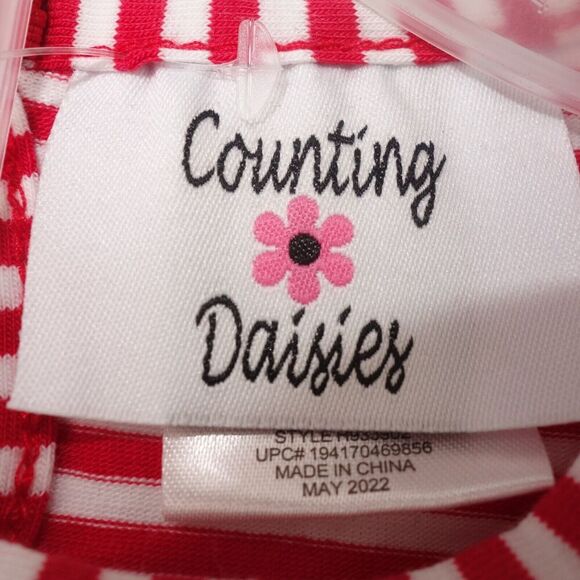 Counting
Daisies
STYLE
UPC# 194170469856
MADE IN CHINA
MAY 2022